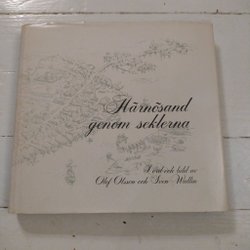 Härnösand
genom seklerna
I ord och bild av
Olof Olsson och Sven Wallin